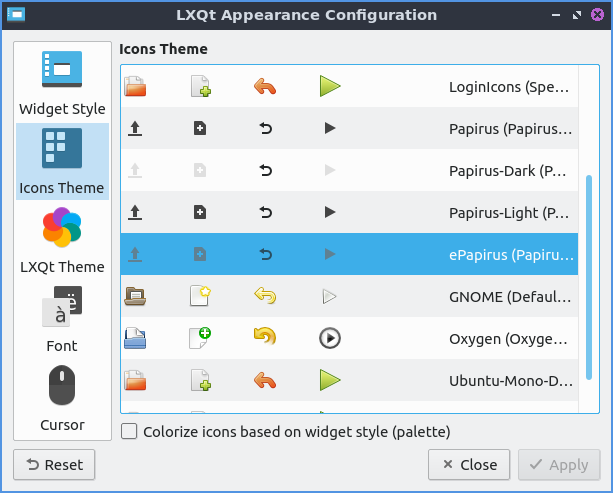 LXQt Appearance Configuration
Widget Style
Icons Theme
LXQt Theme
Font
Cursor
Icons Theme
LoginIcons (Spe...
Papirus (Papirus...
Papirus-Dark (P...
Papirus-Light (P...
ePapirus (Papiru...
GNOME (Defaul...
Oxygen (Oxyge...
Ubuntu-Mono-D...
Colorize icons based on widget style (palette)
Reset
Close
Apply